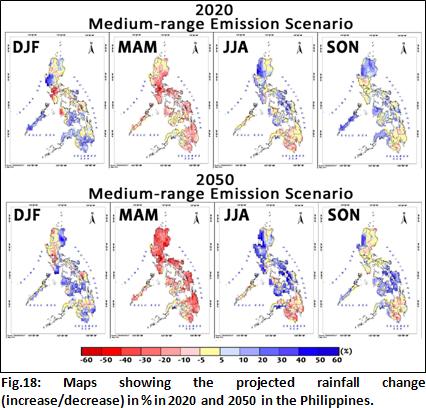 2020
Medium-range Emission Scenario
DJF MAM JJA SON
2050
Medium-range Emission Scenario
DJF MAM JJA SON
-60 -50 -40 -30 -20 -10 -5 5 10 20 30 40 50 60 (%)
Fig.18: Maps showing the projected rainfall change
(increase/decrease) in % in 2020 and 2050 in the Philippines.